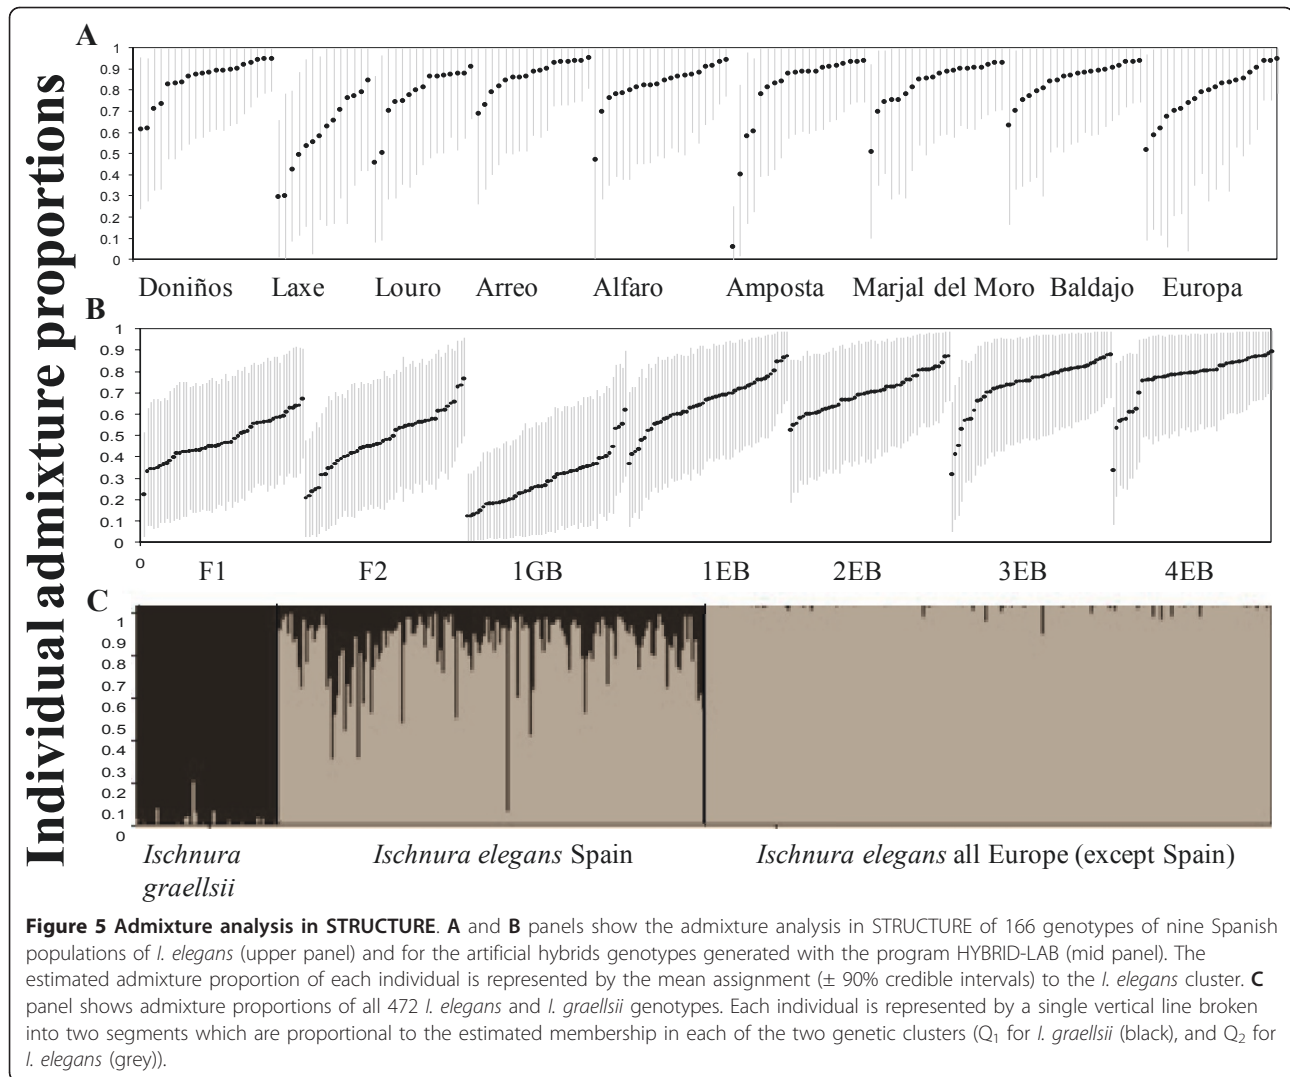 Individual admixture proportions
A
1
0.9
0.8
0.7
0.6
0.5
0.4
0.3
0.2
0.1
0
Doniños Laxe Louro Arreo Alfaro Amposta Marjal del Moro Baldajo Europa
B
1
0.9
0.8
0.7
0.6
0.5
0.4
0.3
0.2
0.1
0
0
F1 F2 1GB 1EB 2EB 3EB 4EB
C
1
0.9
0.8
0.7
0.6
0.5
0.4
0.3
0.2
0.1
0
Ischnura
graellsii
Ischnura elegans Spain
Ischnura elegans all Europe (except Spain)
Figure 5 Admixture analysis in STRUCTURE. A and B panels show the admixture analysis in STRUCTURE of 166 genotypes of nine Spanish
populations of I. elegans (upper panel) and for the artificial hybrids genotypes generated with the program HYBRID-LAB (mid panel). The
estimated admixture proportion of each individual is represented by the mean assignment (± 90% credible intervals) to the I. elegans cluster. C
panel shows admixture proportions of all 472 I. elegans and I. graellsii genotypes. Each individual is represented by a single vertical line broken
into two segments which are proportional to the estimated membership in each of the two genetic clusters (Q₁ for I. graellsii (black), and Q₂ for
I. elegans (grey)).